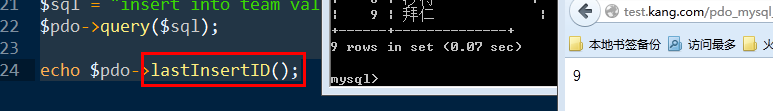 21 $sql = "insert into team val
22 $pdo->query($sql);
24 echo $pdo->lastInsertID();
| 9 | 拜仁 |
9 rows in set (0.07 sec)
mysql>
test.kang.com/pdo_mysql
本地书签备份 访问最多 火
9